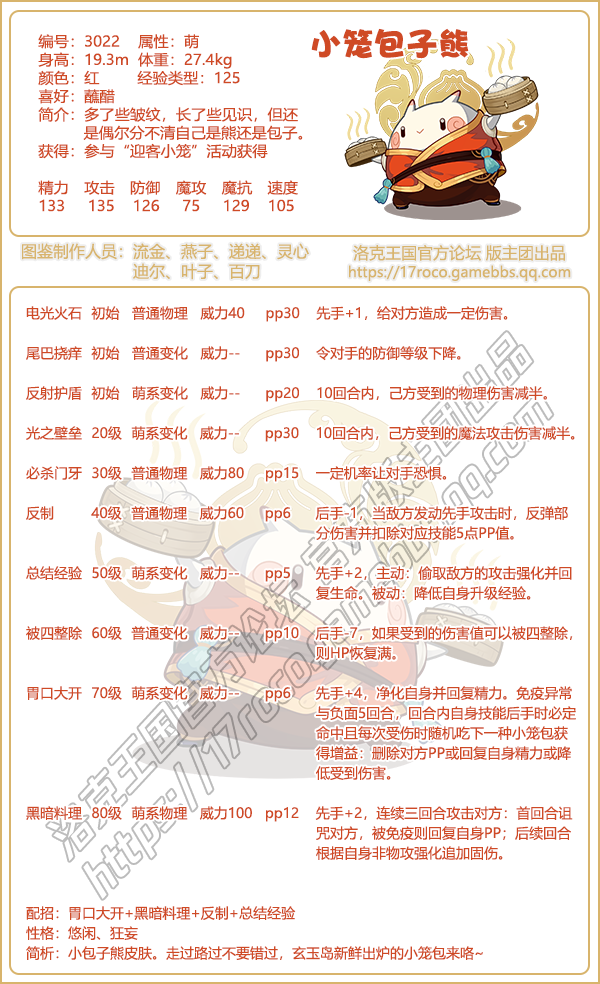 小笼包子熊
编号：3022 属性：萌
身高：19.3m 体重：27.4kg
颜色：红 经验类型：125
喜好：蘸醋
简介：多了些皱纹，长了些见识，但还
是偶尔分不清自己是熊还是包子。
获得：参与“迎客小笼”活动获得
精力 攻击 防御 魔攻 魔抗 速度
133 135 126 75 129 105
图鉴制作人员：流金、燕子、递递、灵心
迪尔、叶子、百刀
洛克王国官方论坛 版主团出品
https://17roco.gamebbs.qq.com
电光火石 初始 普通物理 威力40 pp30 先手+1，给对方造成一定伤害。
尾巴挠痒 初始 普通变化 威力-- pp30 令对手的防御等级下降。
反射护盾 初始 萌系变化 威力-- pp20 10回合内，己方受到的物理伤害减半。
光之壁垒 20级 萌系变化 威力-- pp30 10回合内，己方受到的魔法攻击伤害减半。
必杀门牙 30级 普通物理 威力80 pp15 一定机率让对手恐惧。
反制 40级 普通物理 威力60 pp6 后手-1，当敌方发动先手攻击时，反弹部
分伤害并扣除对应技能5点PP值。
总结经验 50级 萌系变化 威力-- pp5 先手+2，主动：偷取敌方的攻击强化并回
复生命。被动：降低自身升级经验。
被四整除 60级 普通变化 威力-- pp10 后手-7，如果受到的伤害值可以被四整除，
则HP恢复满。
胃口大开 70级 萌系变化 威力-- pp6 先手+4，净化自身并回复精力。免疫异常
与负面5回合，回合内自身技能后手时必定
命中且每次受伤时随机吃下一种小笼包获
得增益：删除对方PP或回复自身精力或降
低受到伤害。
黑暗料理 80级 萌系物理 威力100 pp12 先手+2，连续三回合攻击对方：首回合诅
咒对方，被免疫则回复自身PP；后续回合
根据自身非物攻强化追加固伤。
配招：胃口大开+黑暗料理+反制+总结经验
性格：悠闲、狂妄
简析：小包子熊皮肤。走过路过不要错过，玄玉岛新鲜出炉的小笼包来咯~
洛克王国官方论坛 官方版主团出品
https://17roco.gamebbs.qq.com